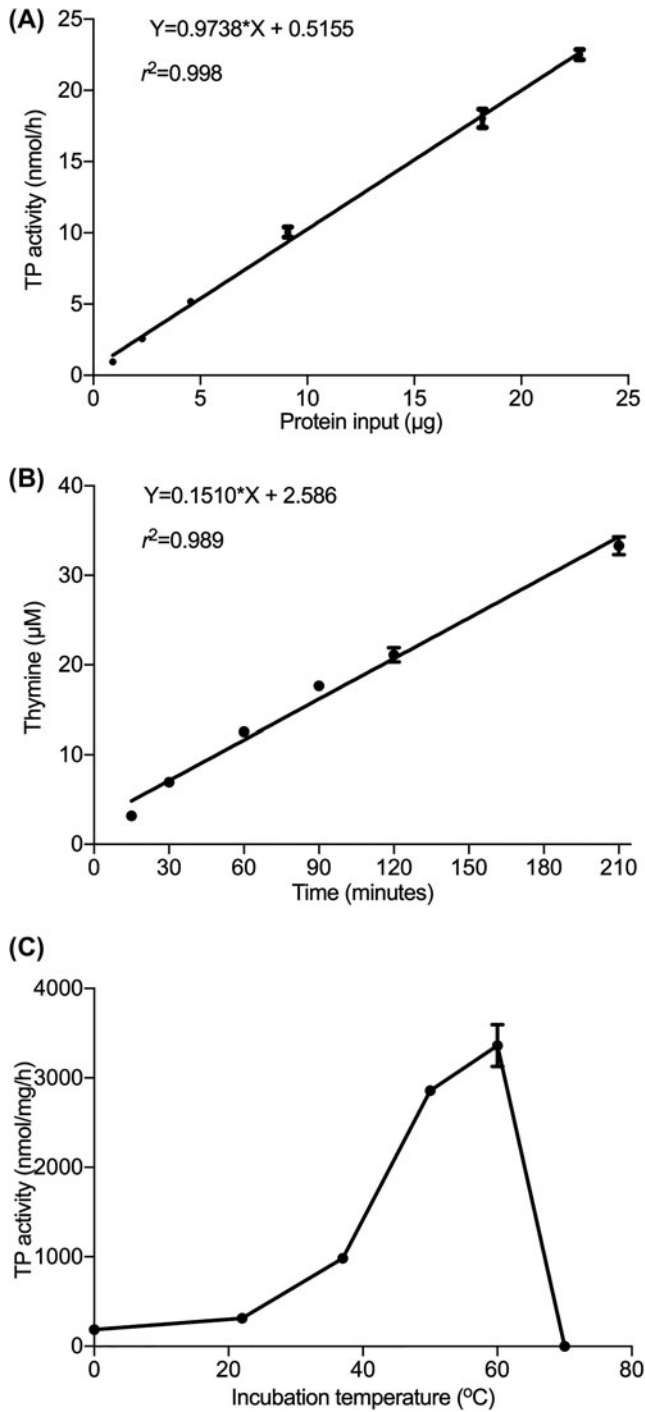 (A)
Y=0.9738*X + 0.5155
r²=0.998
25
20
15
10
5
0
TP activity (nmol/h)
0 5 10 15 20 25
Protein input (µg)
(B)
Y=0.1510*X + 2.586
r²=0.989
40
30
20
10
0
Thymine (µM)
0 30 60 90 120 150 180 210
Time (minutes)
(C)
4000
3000
2000
1000
0
TP activity (nmol/mg/h)
0 20 40 60 80
Incubation temperature (ºC)